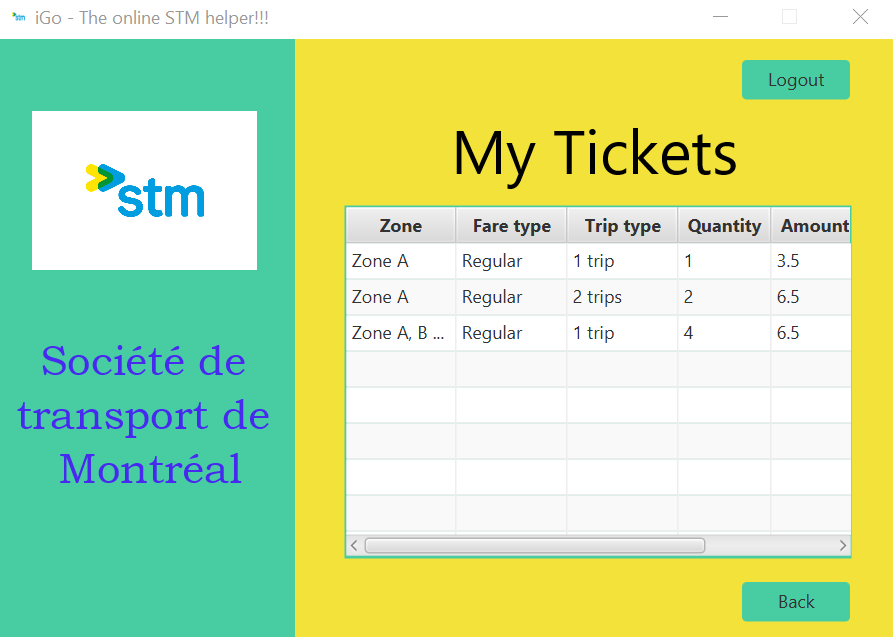 iGo - The online STM helper!!!
Logout
stm
My Tickets
Zone Fare type Trip type Quantity Amount
Zone A Regular 1 trip 1 3.5
Zone A Regular 2 trips 2 6.5
Zone A, B ... Regular 1 trip 4 6.5
Société de
transport de
Montréal
Back